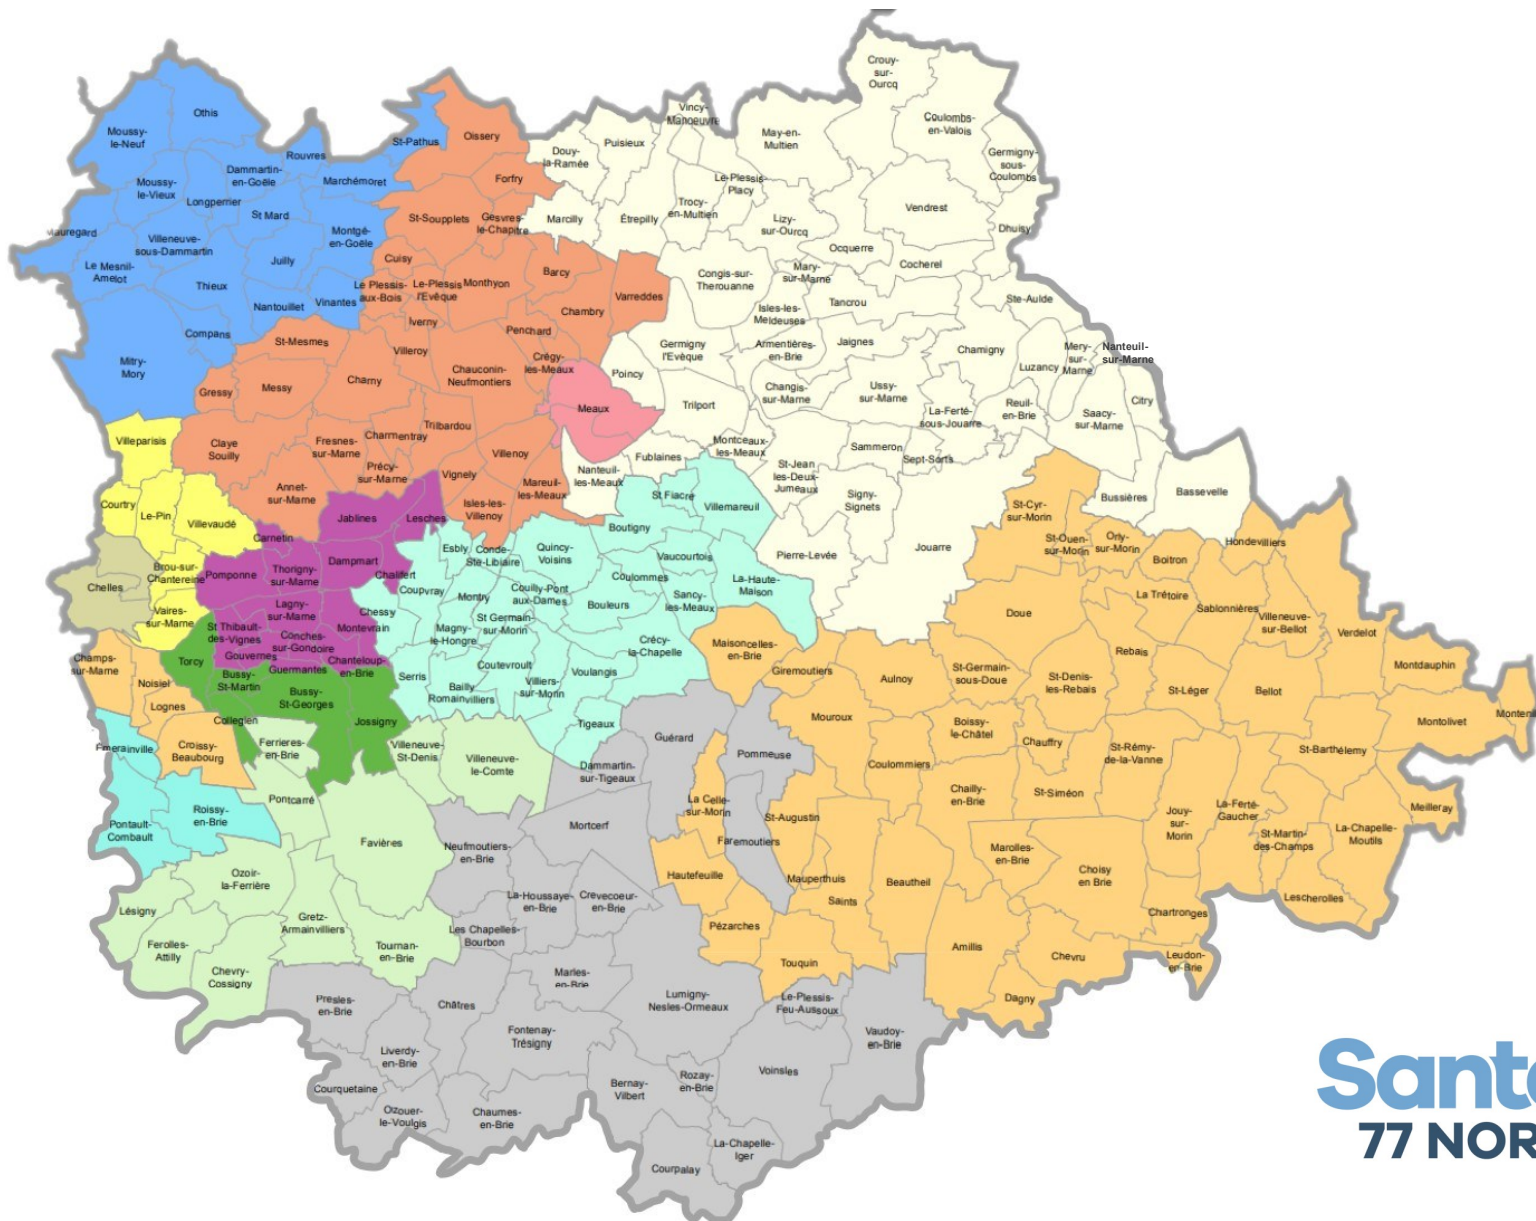 Crouy-
sur-
Ourcq
Othis
Vincy-
Manoeuvre
Coulombs-
en-Valois
Moussy-
le-Neuf
St-Pathus
Oissery
Puisieux
May-en-
Multien
Rouvres
Douy-
la-Ramée
Germigny-
sous-
Coulombs
Dammartin-
en-Goële
Marchémoret
Forfry
Le-Plessis-
Placy
Moussy-
le-Vieux
Longperrier
St Mard
St-Soupplets
Gesvres-
le-Chapitre
Marcilly
Étrepilly
Trocy-
en-Multien
Lizy-
sur-Ourcq
Vendrest
Dhuisy
Mauregard
Villeneuve-
sous-Dammartin
Montgé-
en-Goële
Ocquerre
Le Mesnil-
Amelot
Juilly
Cuisy
Barcy
Congis-sur-
Therouanne
Mary-
sur-Marne
Cocherel
Thieux
Nantouillet
Vinantes
Le Plessis-
aux-Bois
Le-Plessis
l'Evêque
Monthyon
Varreddes
Tancrou
Ste-Aulde
Iverny
Chambry
Isles-les-
Meldeuses
Compans
St-Mesmes
Penchard
Villeroy
Germigny
l'Evèque
Armentières-
en-Brie
Jaignes
Chamigny
Mery-
sur-
Marne
Nanteuil-
sur-Marne
Mitry-
Mory
Crégy-
les-Meaux
Poincy
Luzancy
Gressy
Messy
Charny
Chauconin-
Neufmontiers
Changis-
sur-Marne
Ussy-
sur-Marne
Citry
Meaux
Trilport
La-Ferté-
sous-Jouarre
Reuil-
en-Brie
Saacy-
sur-Marne
Villeparisis
Claye
Souilly
Fresnes-
sur-Marne
Charmentray
Trilbardou
Villenoy
Montceaux-
les-Meaux
Sammeron
Sept-Sorts
Fublaines
Précy-
sur-Marne
Vignely
Nanteuil-
les-Meaux
St-Jean
les-Deux-
Jumeaux
Annet-
sur-Marne
Mareuil-
les-Meaux
St Fiacre
Villemareuil
Signy-
Signets
Bussières
Bassevelle
Courtry
Le-Pin
Villevaudé
Jablines
Lesches
Isles-les-
Villenoy
St-Cyr-
sur-Morin
Boutigny
Carnetin
Esbly
Conde-
Ste-Libiaire
Quincy-
Voisins
Vaucourtois
Pierre-Levée
Jouarre
St-Ouen-
sur-Morin
Orly-
sur-Morin
Hondevilliers
Boitron
Chelles
Brou-sur-
Chantereine
Pomponne
Thorigny-
sur-Marne
Dampmart
Chalifert
Coupvray
Montry
Couilly-Pont
aux-Dames
Coulommes
La-Haute-
Maison
Sancy-
les-Meaux
Bouleurs
La Trétoire
Vaires-
sur-Marne
Lagny-
sur-Marne
Chessy
Doue
Sablonnières
Villeneuve-
sur-Bellot
Verdelot
St Thibault-
des-Vignes
Conches-
sur-Gondoire
Montevrain
Magny-
le-Hongre
St Germain-
sur-Morin
Crécy-
la-Chapelle
Maisoncelles-
en-Brie
Rebais
Champs-
sur-Marne
Torcy
Gouvernes
Guermantes
Chanteloup-
en-Brie
Serris
Coutevroult
Voulangis
Giremoutiers
Aulnoy
St-Germain-
sous-Doue
St-Denis-
les-Rebais
Montdauphin
Noisiel
Bussy-
St-Martin
Bussy-
St-Georges
Bailly
Romainvilliers
Villiers-
sur-Morin
St-Léger
Bellot
Lognes
Collegien
Jossigny
Tigeaux
Mouroux
Boissy-
le-Châtel
Montolivet
Montenils
Emerainville
Croissy-
Beaubourg
Ferrieres-
en-Brie
Villeneuve-
St-Denis
Villeneuve-
le-Comte
Guérard
Pommeuse
Chauffry
St-Rémy-
de-la-Vanne
St-Barthélemy
Dammartin-
sur-Tigeaux
Coulommiers
Roissy-
en-Brie
Pontcarré
La Celle-
sur-Morin
Chailly-
en-Brie
St-Siméon
Jouy-
sur-
Morin
La-Ferté-
Gaucher
Meilleray
Pontault-
Combault
Mortcerf
St-Augustin
St-Martin-
des-Champs
La-Chapelle-
Moutils
Favières
Neufmoutiers-
en-Brie
Faremoutiers
Marolles-
en-Brie
Ozoir-
la-Ferrière
Hautefeuille
Mauperthuis
Beautheil
Choisy
en Brie
La-Houssaye-
en-Brie
Crevecoeur-
en-Brie
Saints
Lescherolles
Lésigny
Gretz-
Armainvilliers
Les Chapelles-
Bourbon
Pézarches
Chartronges
Ferolles-
Attilly
Tournan-
en-Brie
Amillis
Chevru
Leudon-
en-Brie
Chevry-
Cossigny
Marles-
en-Brie
Touquin
Presles-
en-Brie
Châtres
Lumigny-
Nesles-Ormeaux
Le-Plessis-
Feu-Aussoux
Dagny
Fontenay-
Trésigny
Vaudoy-
en-Brie
Liverdy-
en-Brie
Voinsles
Courquetaine
Bernay-
Vilbert
Rozay-
en-Brie
Ozouer-
le-Voulgis
Chaumes-
en-Brie
La-Chapelle-
Iger
Courpalay
Santé
77 NOR